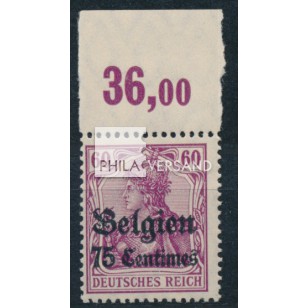 36,00
60 60
PHILA VERSAND
Belgien
75 Centimes
DEUTSCHES REICH